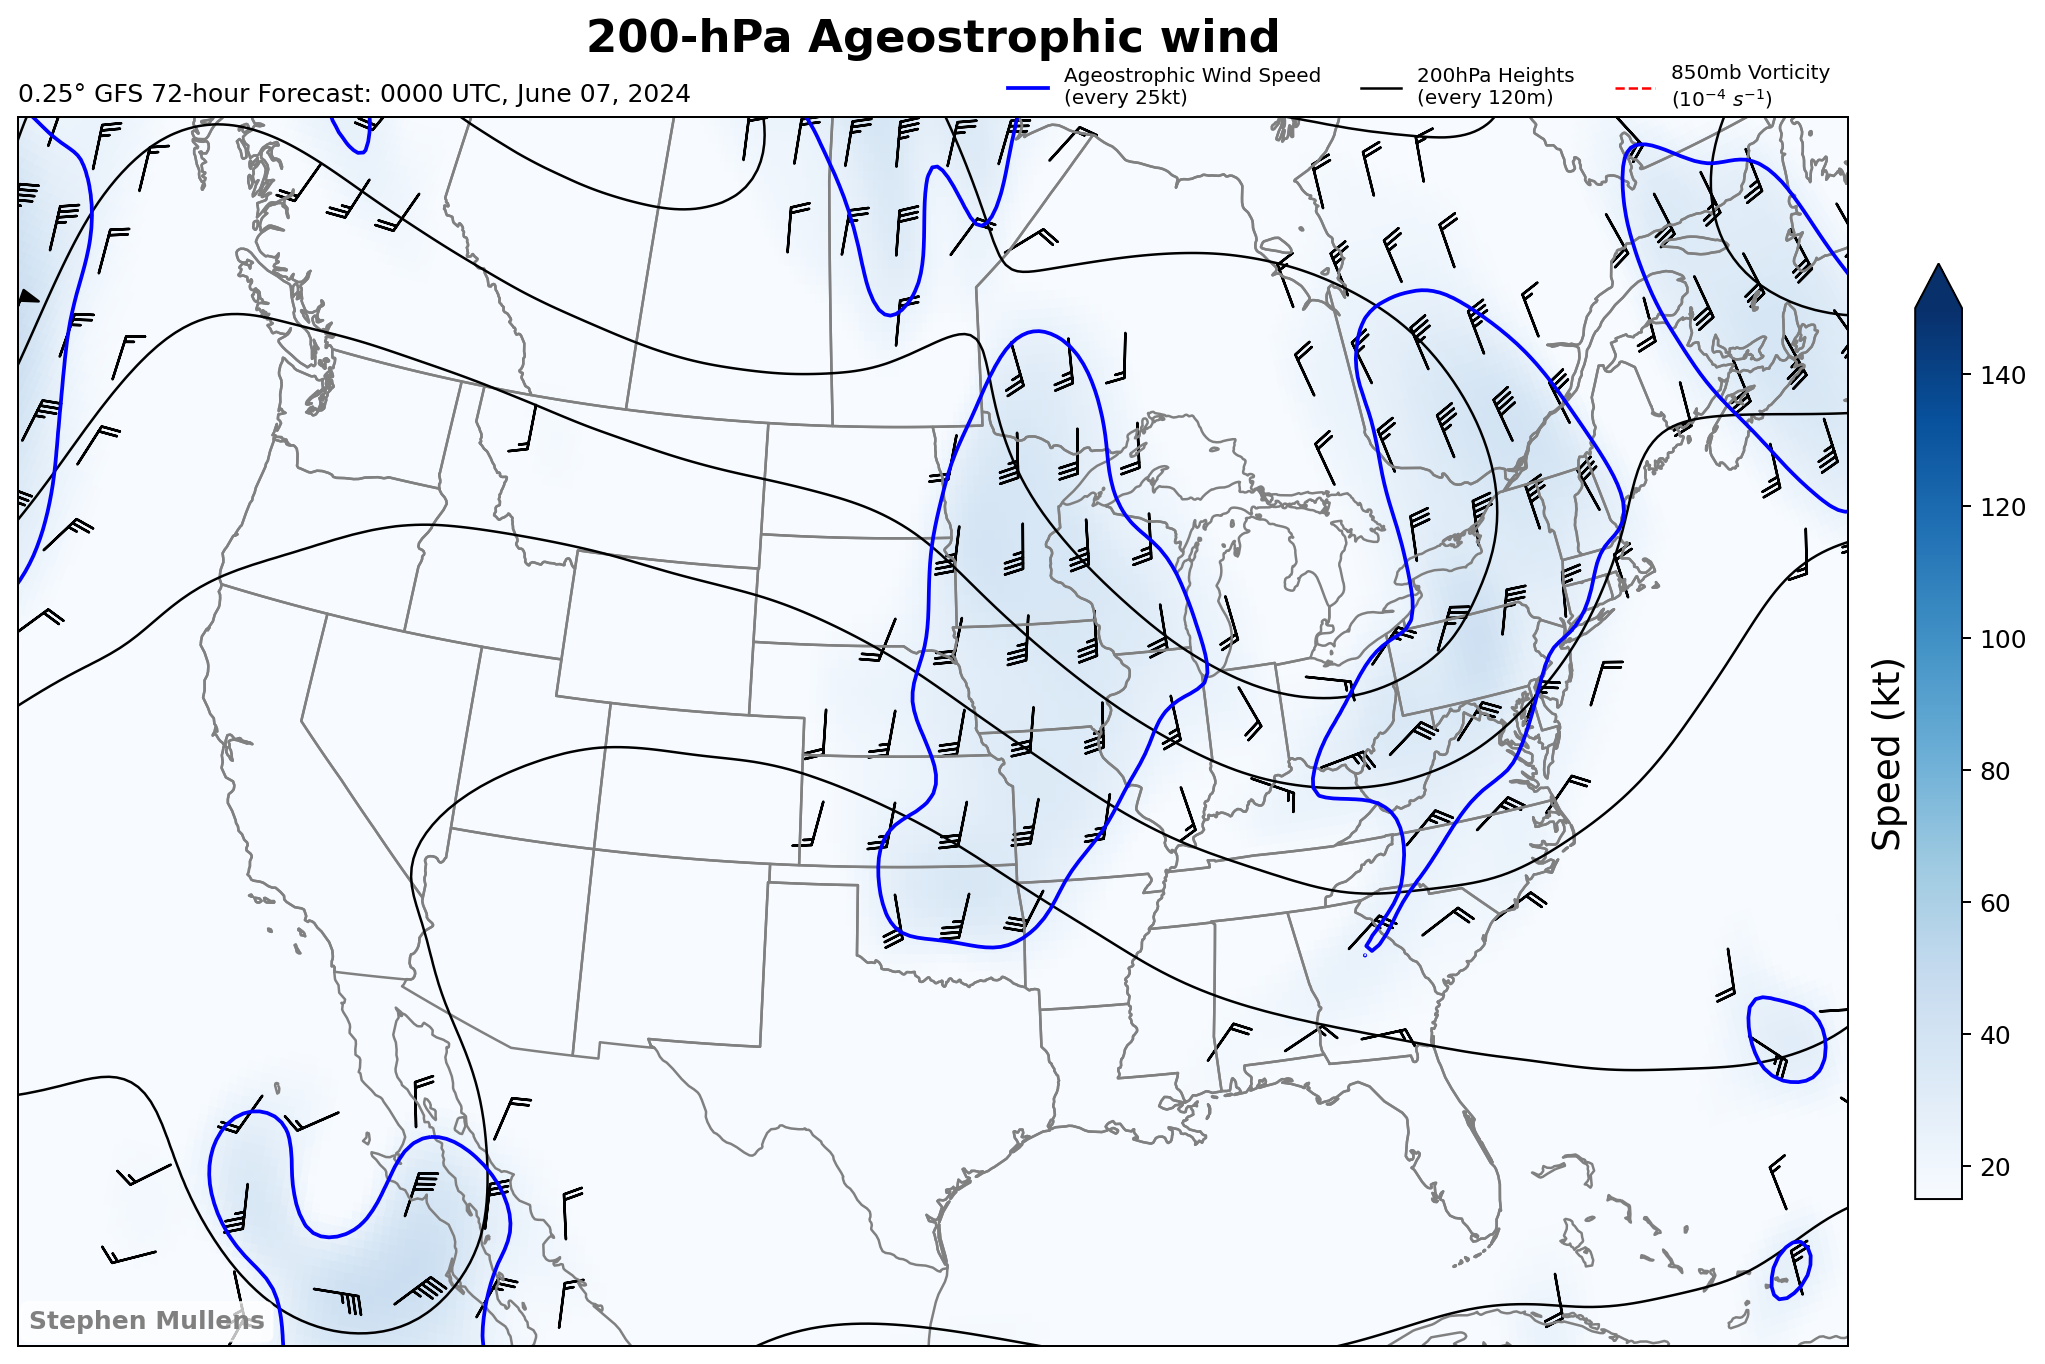 200-hPa Ageostrophic wind
0.25° GFS 72-hour Forecast: 0000 UTC, June 07, 2024
Ageostrophic Wind Speed
(every 25kt)
200hPa Heights
(every 120m)
850mb Vorticity
(10⁻⁴ s⁻¹)
140
120
100
80
60
40
20
Speed (kt)
Stephen Mullens